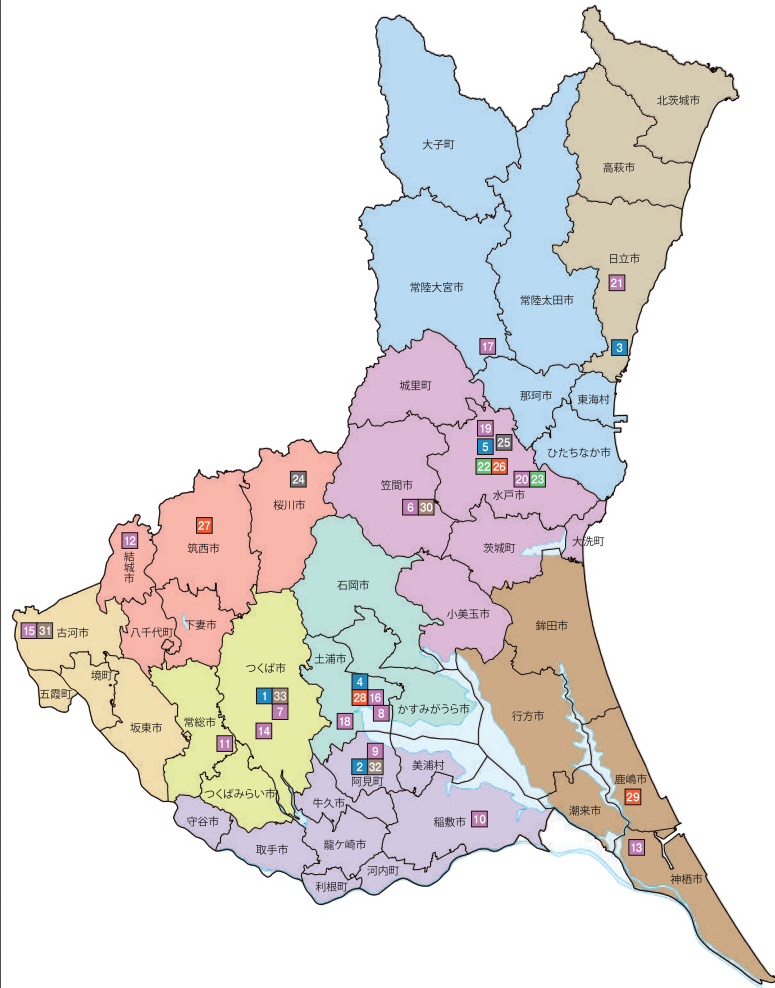 北茨城市
大子町
高萩市
日立市
21
常陸大宮市
常陸太田市
3
17
城里町
那珂市
東海村
19
5
25
ひたちなか市
22
26
20
23
水戸市
24
桜川市
笠間市
6
30
27
筑西市
12
結城市
茨城町
大洗町
石岡市
小美玉市
鉾田市
15
31
古河市
八千代町
下妻市
境町
五霞町
坂東市
つくば市
1
33
7
14
土浦市
4
28
16
8
18
かすみがうら市
行方市
常総市
11
9
2
32
阿見町
美浦村
つくばみらい市
牛久市
鹿嶋市
29
潮来市
守谷市
取手市
龍ケ崎市
稲敷市
10
13
河内町
利根町
神栖市